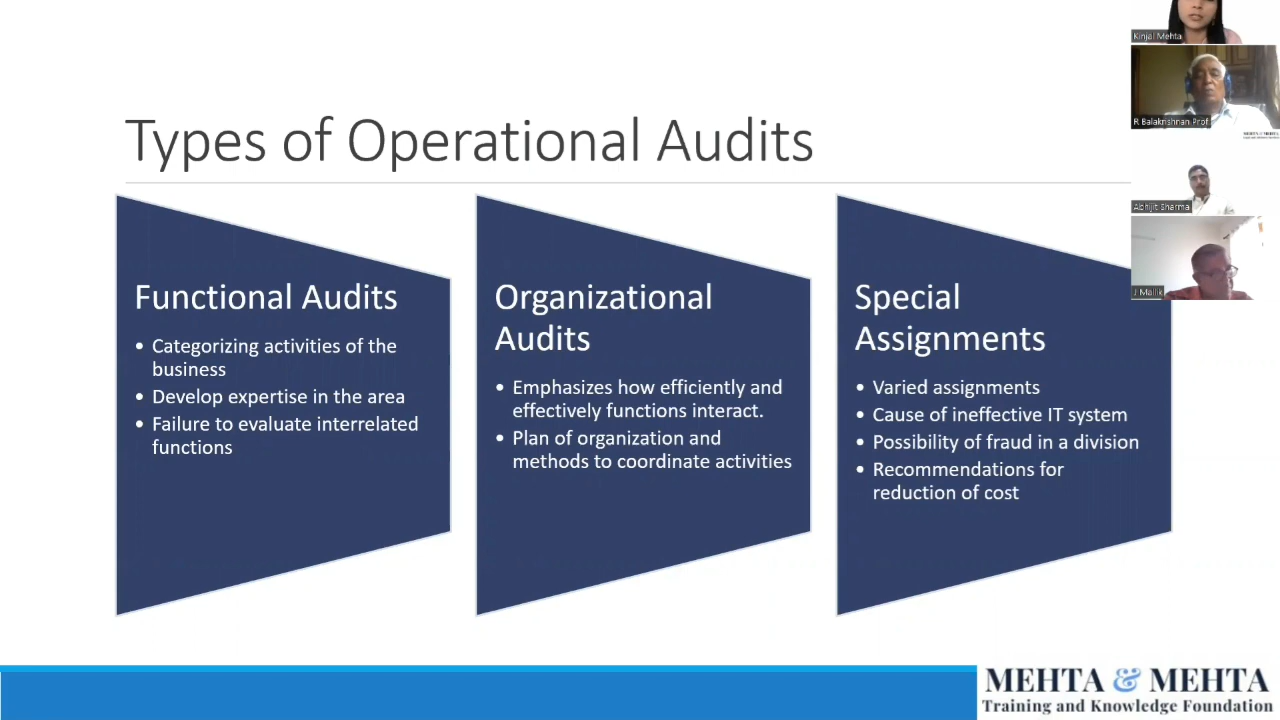 Types of Operational Audits
Functional Audits
• Categorizing activities of the
business
• Develop expertise in the area
• Failure to evaluate interrelated
functions
Organizational
Audits
• Emphasizes how efficiently and
effectively functions interact.
• Plan of organization and
methods to coordinate activities
Special
Assignments
• Varied assignments
• Cause of ineffective IT system
• Possibility of fraud in a division
• Recommendations for
reduction of cost
Kinjal Mehta
R Balakrishnan Prof.
MEHTA & MEHTA
Abhijit Sharma
J Mallik
MEHTA & MEHTA
Training and Knowledge Foundation